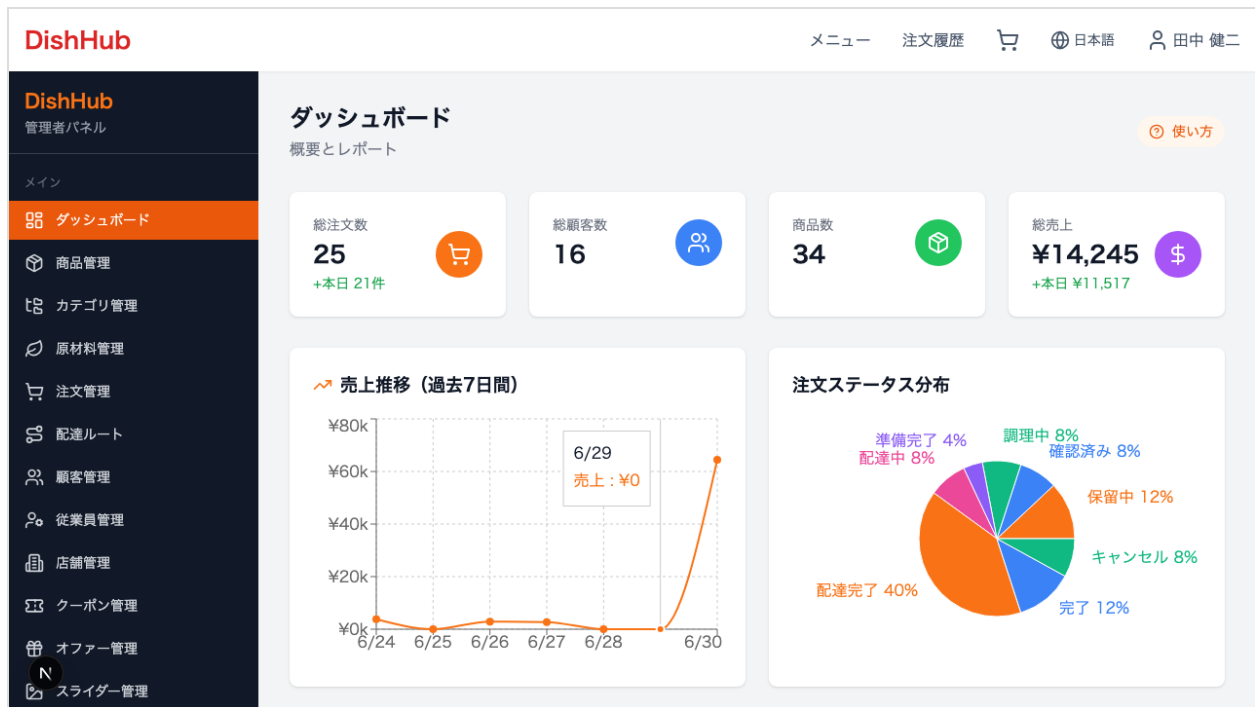 DishHub
メニュー
注文履歴
日本語
田中 健二
DishHub
管理者パネル
メイン
ダッシュボード
商品管理
カテゴリ管理
原材料管理
注文管理
配達ルート
顧客管理
従業員管理
店舗管理
クーポン管理
オファー管理
N
スライダー管理
ダッシュボード
概要とレポート
使い方
総注文数
25
+本日 21件
総顧客数
16
商品数
34
総売上
¥14,245
+本日 ¥11,517
売上推移（過去7日間）
¥80k
¥60k
¥40k
¥20k
¥0k
6/24
6/25
6/26
6/27
6/28
6/30
6/29
売上 : ¥0
注文ステータス分布
準備完了 4%
調理中 8%
配達中 8%
確認済み 8%
保留中 12%
キャンセル 8%
配達完了 40%
完了 12%